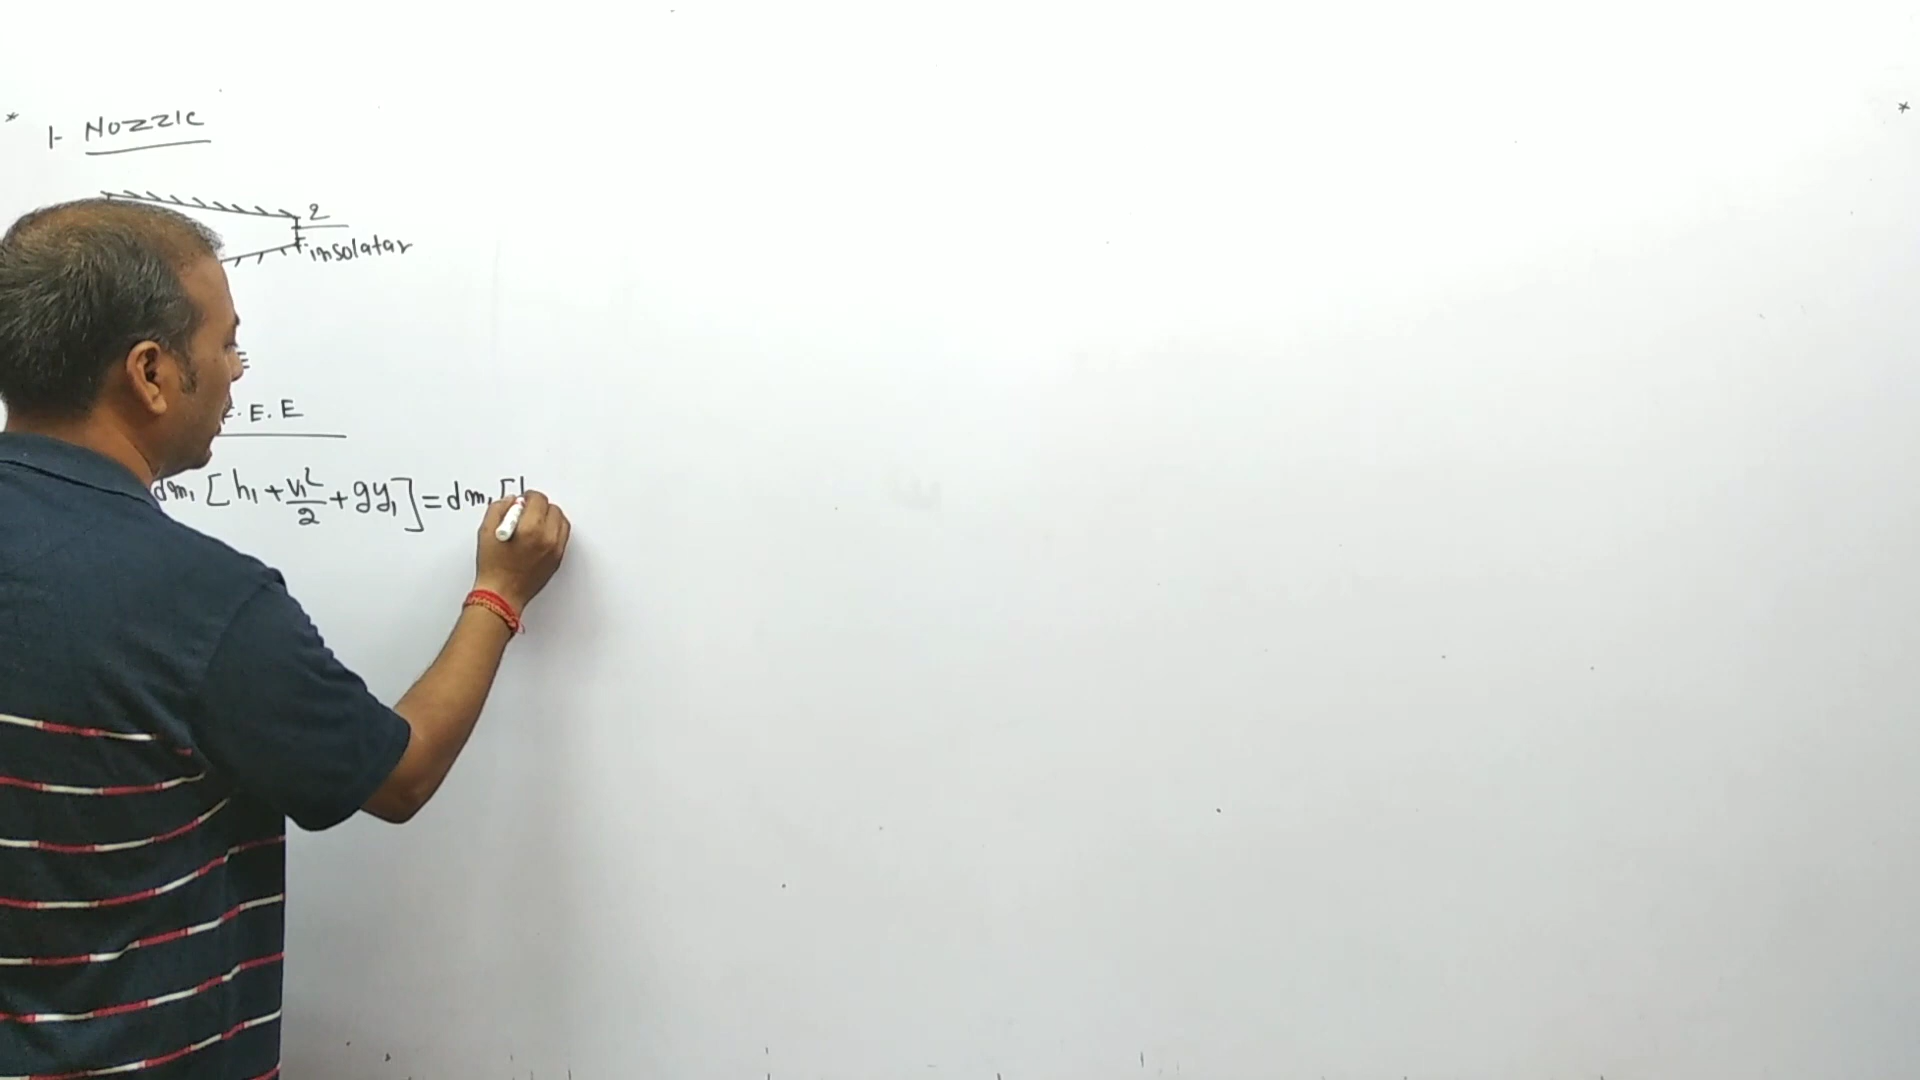 * 1- Nozzle *
2
insolatar
E. E
dm₁ [h₁ + v₁²/2 + gy₁] = dm₁ [h